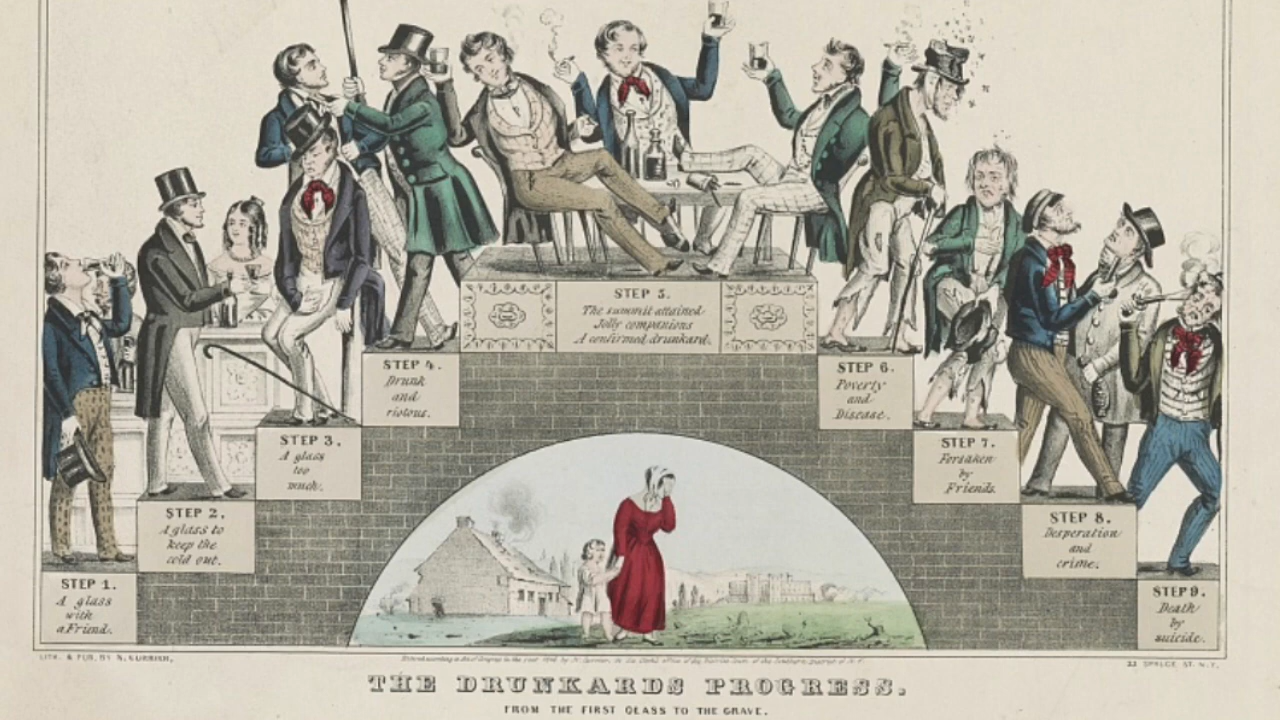 STEP 1.
A glass
with
a Friend.
STEP 2.
A glass to
keep the
cold out.
STEP 3.
A glass
too
much.
STEP 4.
Drunk
and
riotous.
STEP 5.
The summit attained
Jolly companions
A confirmed drunkard.
STEP 6.
Poverty
and
Disease.
STEP 7.
Forsaken
by
Friends.
STEP 8.
Desperation
and
crime.
STEP 9.
Death
by
suicide.
LITH. & PUB. BY N. CURRIER,
33 SPRUCE ST. N.Y.
THE DRUNKARDS PROGRESS.
FROM THE FIRST GLASS TO THE GRAVE.